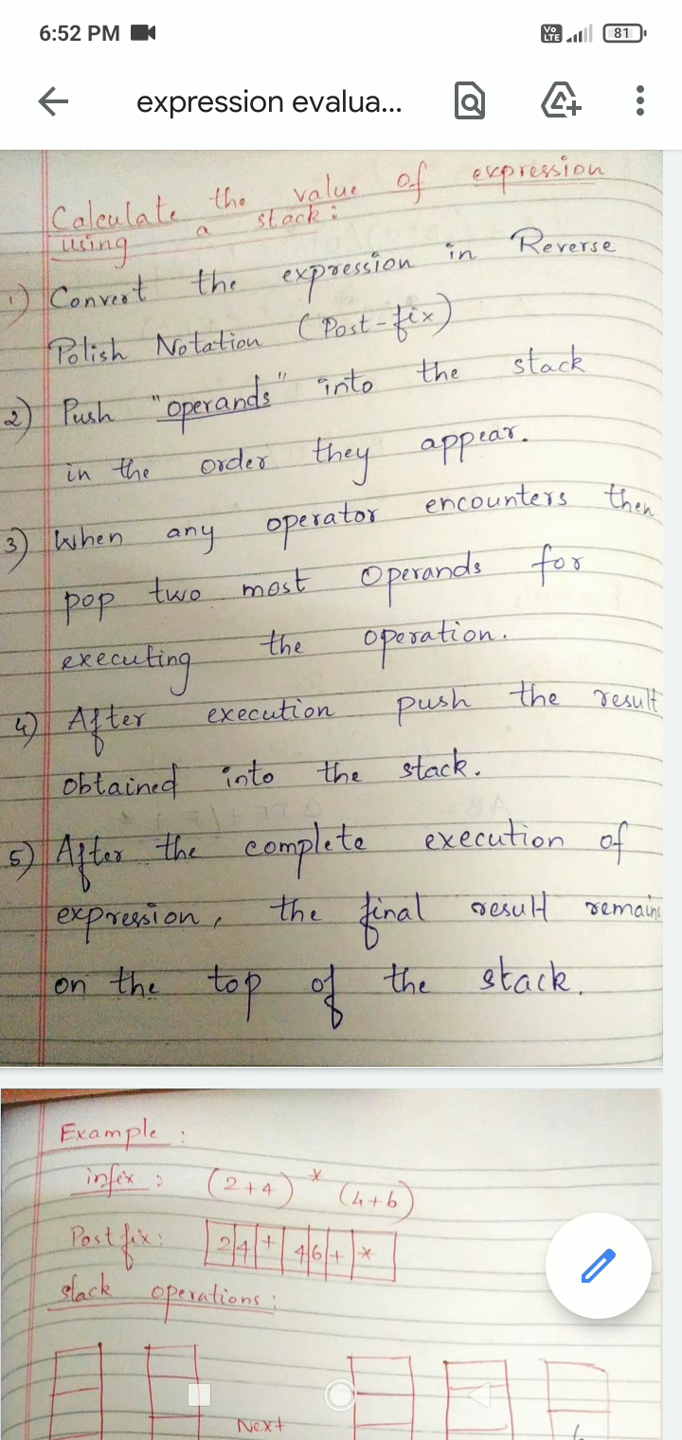 6:52 PM
Vo LTE 81
expression evalua...
Calculate the value of expression
using a stack:
1) Convert the expression in Reverse
Polish Notation (Post-fix)
2) Push "operands" into the stack
in the order they appear.
3) When any operator encounters then
pop two most operands for
executing the operation.
4) After execution push the result
obtained into the stack.
5) After the complete execution of
expression, the final result remains
on the top of the stack.
Example :
infix : (2+4) * (4+6)
Postfix: 2 4 + 4 6 + *
stack operations :
Next